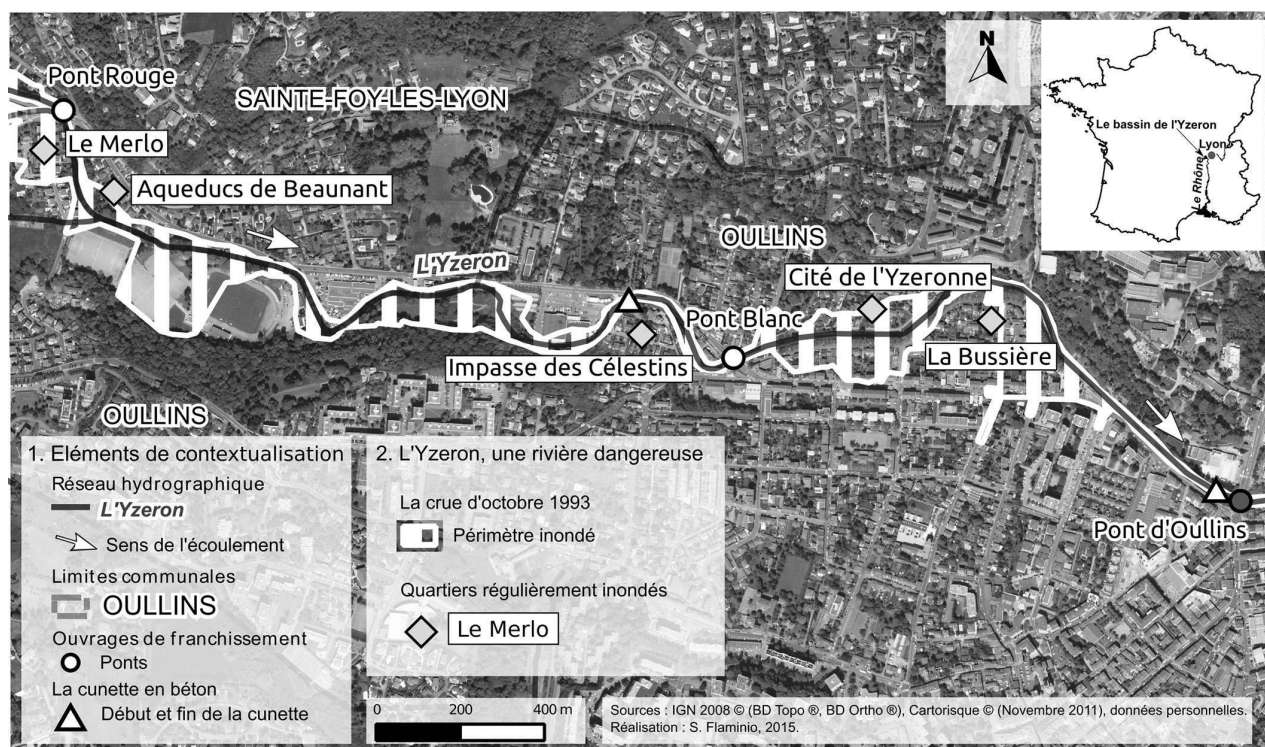 Pont Rouge
SAINTE-FOY-LES-LYON
N
Le bassin de l'Yzeron
Lyon
Le Rhône
Le Merlo
Aqueducs de Beaunant
L'Yzeron
OULLINS
Cité de l'Yzeronne
Pont Blanc
La Bussière
Impasse des Célestins
OULLINS
Pont d'Oullins
1. Eléments de contextualisation
Réseau hydrographique
L'Yzeron
Sens de l'écoulement
Limites communales
OULLINS
Ouvrages de franchissement
Ponts
La cunette en béton
Début et fin de la cunette
2. L'Yzeron, une rivière dangereuse
La crue d'octobre 1993
Périmètre inondé
Quartiers régulièrement inondés
Le Merlo
0 200 400 m
Sources : IGN 2008 © (BD Topo ®, BD Ortho ®), Cartorisque © (Novembre 2011), données personnelles.
Réalisation : S. Flaminio, 2015.